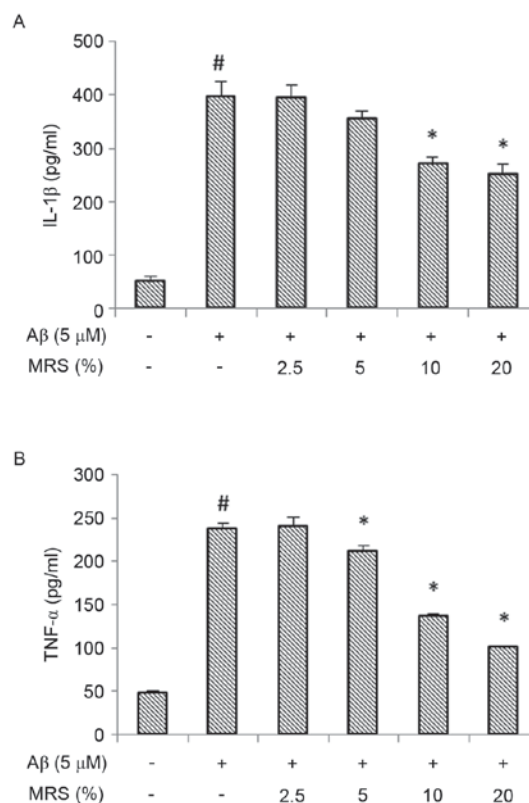 A
500
400
300
200
100
0
IL-1β (pg/ml)
#
*
*
Aβ (5 μM) - + + + + +
MRS (%) - - 2.5 5 10 20
B
300
250
200
150
100
50
0
TNF-α (pg/ml)
#
*
*
*
Aβ (5 μM) - + + + + +
MRS (%) - - 2.5 5 10 20